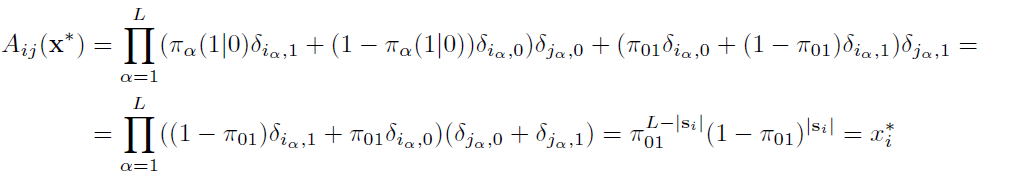 A_{ij}(\mathbf{x}^*) = \prod_{\alpha=1}^{L} (\pi_\alpha(1|0)\delta_{i_\alpha,1} + (1 - \pi_\alpha(1|0))\delta_{i_\alpha,0})\delta_{j_\alpha,0} + (\pi_{01}\delta_{i_\alpha,0} + (1 - \pi_{01})\delta_{i_\alpha,1})\delta_{j_\alpha,1} =
= \prod_{\alpha=1}^{L} ((1 - \pi_{01})\delta_{i_\alpha,1} + \pi_{01}\delta_{i_\alpha,0})(\delta_{j_\alpha,0} + \delta_{j_\alpha,1}) = \pi_{01}^{L-|\mathbf{s}_i|}(1 - \pi_{01})^{|\mathbf{s}_i|} = x_i^*